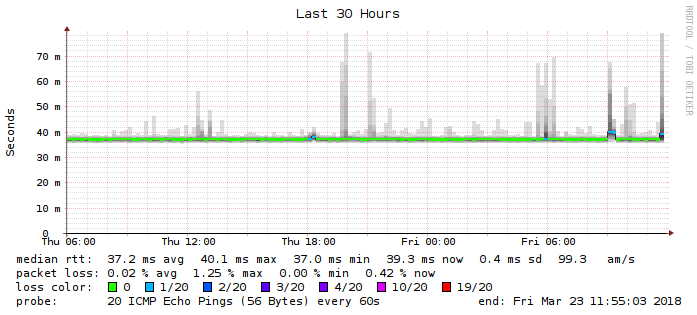 Last 30 Hours
RRDTOOL / TOBI OETIKER
Seconds
70 m
60 m
50 m
40 m
30 m
20 m
10 m
0
Thu 06:00 Thu 12:00 Thu 18:00 Fri 00:00 Fri 06:00
median rtt: 37.2 ms avg 40.1 ms max 37.0 ms min 39.3 ms now 0.4 ms sd 99.3 am/s
packet loss: 0.02 % avg 1.25 % max 0.00 % min 0.42 % now
loss color: 0 1/20 2/20 3/20 4/20 10/20 19/20
probe: 20 ICMP Echo Pings (56 Bytes) every 60s end: Fri Mar 23 11:55:03 2018